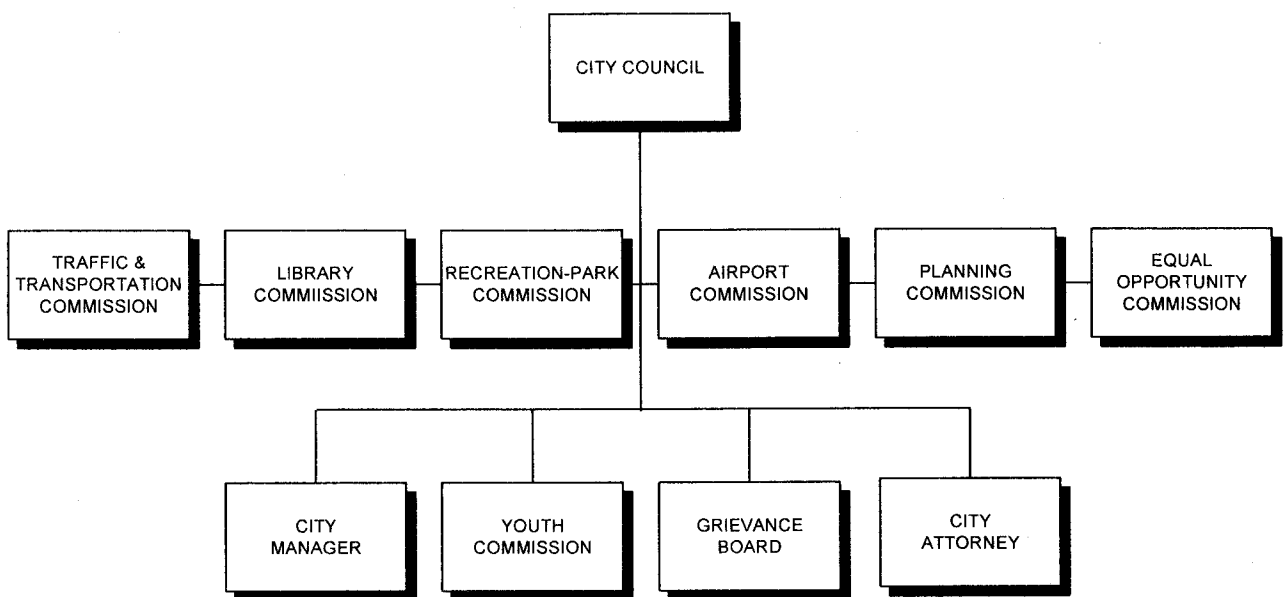 CITY COUNCIL
TRAFFIC &
TRANSPORTATION
COMMISSION
LIBRARY
COMMIISSION
RECREATION-PARK
COMMISSION
AIRPORT
COMMISSION
PLANNING
COMMISSION
EQUAL
OPPORTUNITY
COMMISSION
CITY
MANAGER
YOUTH
COMMISSION
GRIEVANCE
BOARD
CITY
ATTORNEY